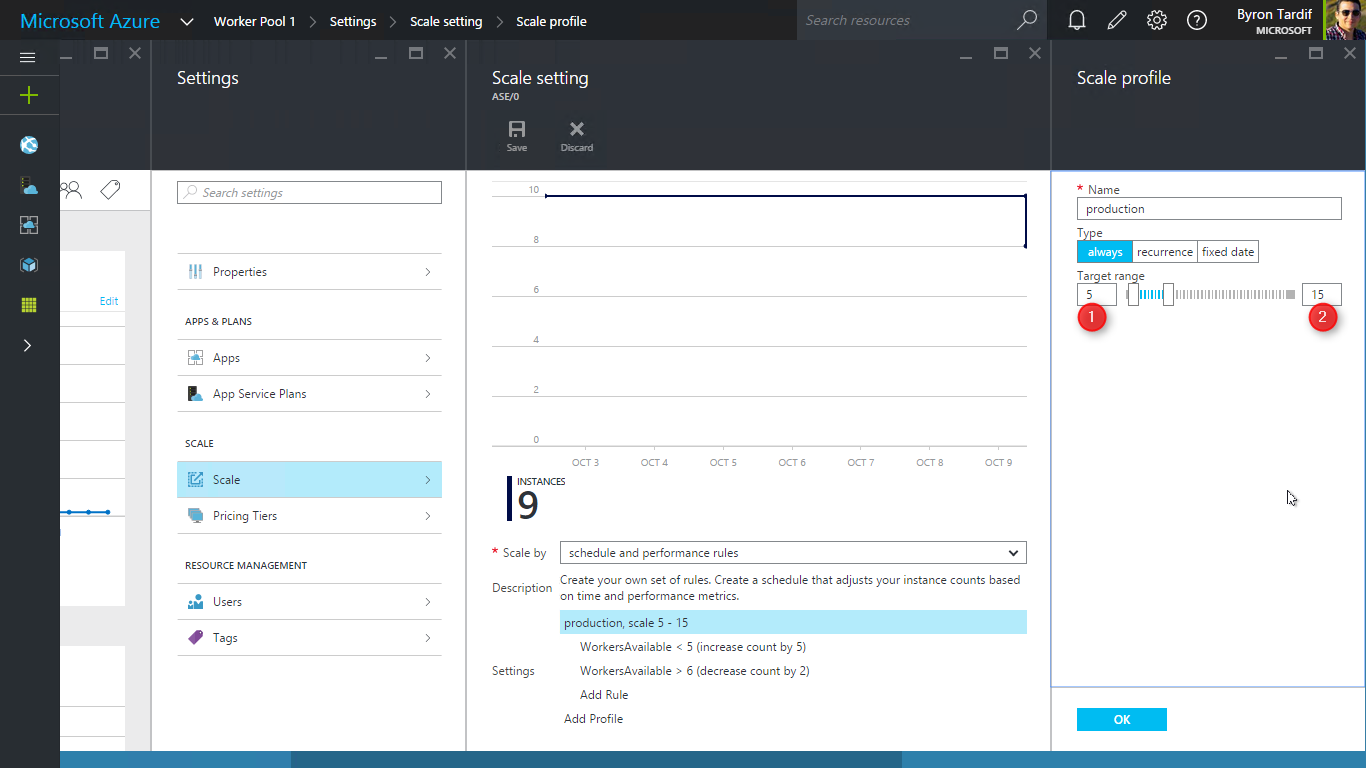 Microsoft Azure
Worker Pool 1
Settings
Scale setting
Scale profile
Search resources
Byron Tardif
MICROSOFT
Edit
Settings
Search settings
Properties
APPS & PLANS
Apps
App Service Plans
SCALE
Scale
Pricing Tiers
RESOURCE MANAGEMENT
Users
Tags
Scale setting
ASE/0
Save
Discard
10
8
6
4
2
0
OCT 3
OCT 4
OCT 5
OCT 6
OCT 7
OCT 8
OCT 9
INSTANCES
9
* Scale by
schedule and performance rules
Description
Create your own set of rules. Create a schedule that adjusts your instance counts based
on time and performance metrics.
Settings
production, scale 5 - 15
WorkersAvailable < 5 (increase count by 5)
WorkersAvailable > 6 (decrease count by 2)
Add Rule
Add Profile
Scale profile
* Name
production
Type
always
recurrence
fixed date
Target range
5
15
1
2
OK